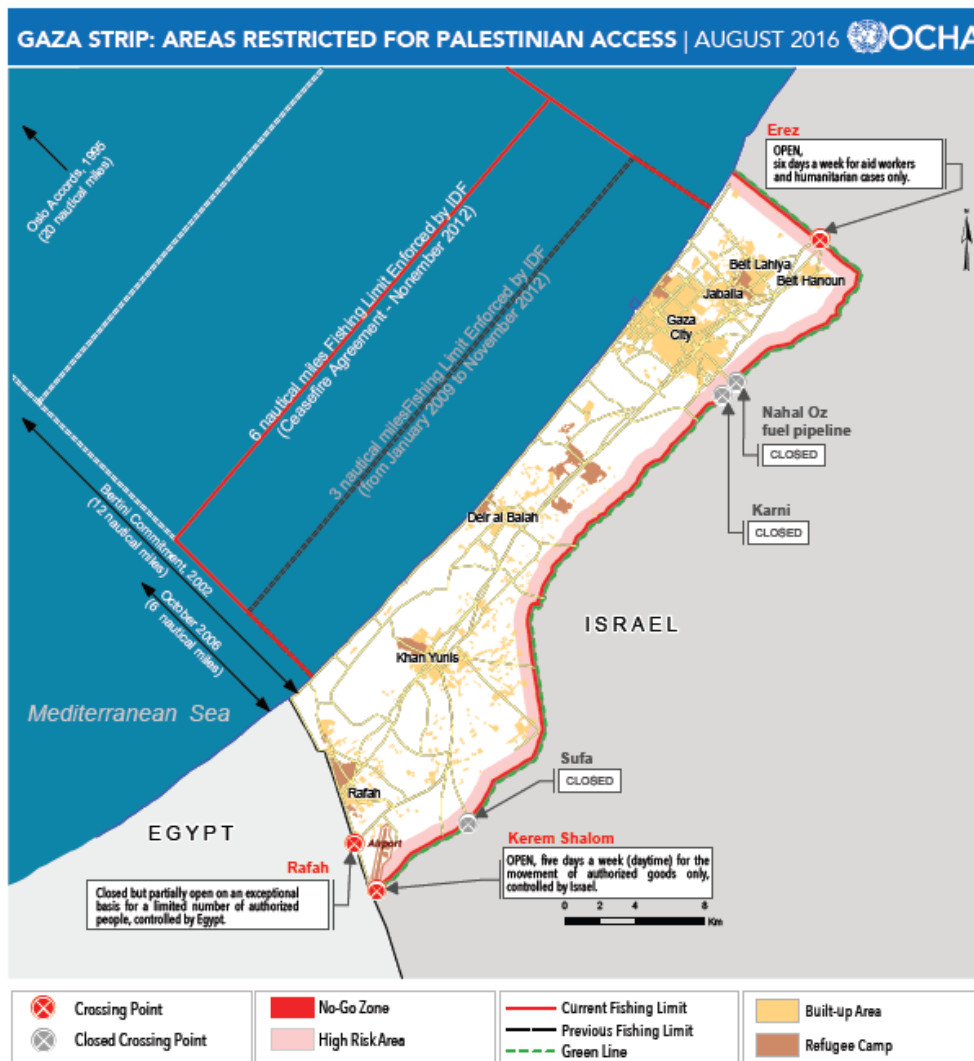 GAZA STRIP: AREAS RESTRICTED FOR PALESTINIAN ACCESS | AUGUST 2016 OCHA
Oslo Accords, 1995
(20 nautical miles)
6 nautical miles Fishing Limit Enforced by IDF
(Ceasefire Agreement - November 2012)
3 nautical milesFishing Limit Enforced by IDF
(from January 2009 to November 2012)
Bertini Commitment, 2002
(12 nautical miles)
October 2006
(6 nautical miles)
Mediterranean Sea
Erez
OPEN,
six days a week for aid workers
and humanitarian cases only.
Beit Lahiya
Beit Hanoun
Jabalia
Gaza
City
Nahal Oz
fuel pipeline
CLOSED
Karni
CLOSED
Deir al Balah
ISRAEL
Khan Yunis
Sufa
CLOSED
Rafah
EGYPT
Airport
Kerem Shalom
OPEN, five days a week (daytime) for the
movement of authorized goods only,
controlled by Israel.
Rafah
Closed but partially open on an exceptional
basis for a limited number of authorized
people, controlled by Egypt.
0 2 4 8
Km
Crossing Point
Closed Crossing Point
No-Go Zone
High Risk Area
Current Fishing Limit
Previous Fishing Limit
Green Line
Built-up Area
Refugee Camp